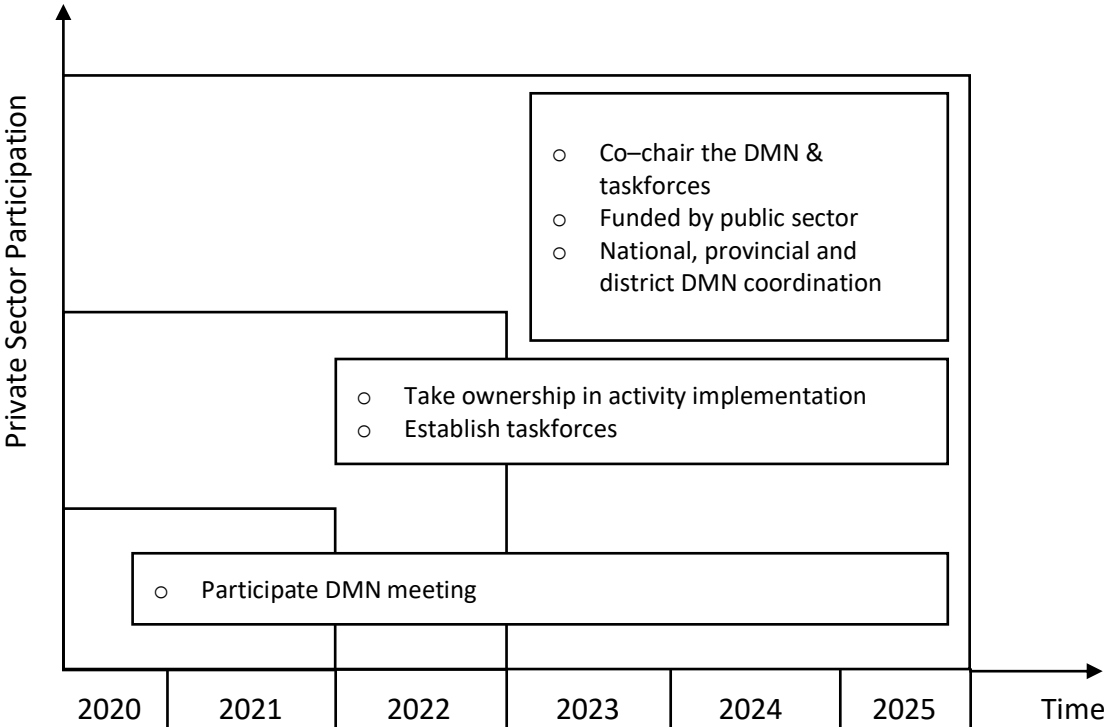 Private Sector Participation
○ Co–chair the DMN &
taskforces
○ Funded by public sector
○ National, provincial and
district DMN coordination
○ Take ownership in activity implementation
○ Establish taskforces
○ Participate DMN meeting
2020 2021 2022 2023 2024 2025 Time